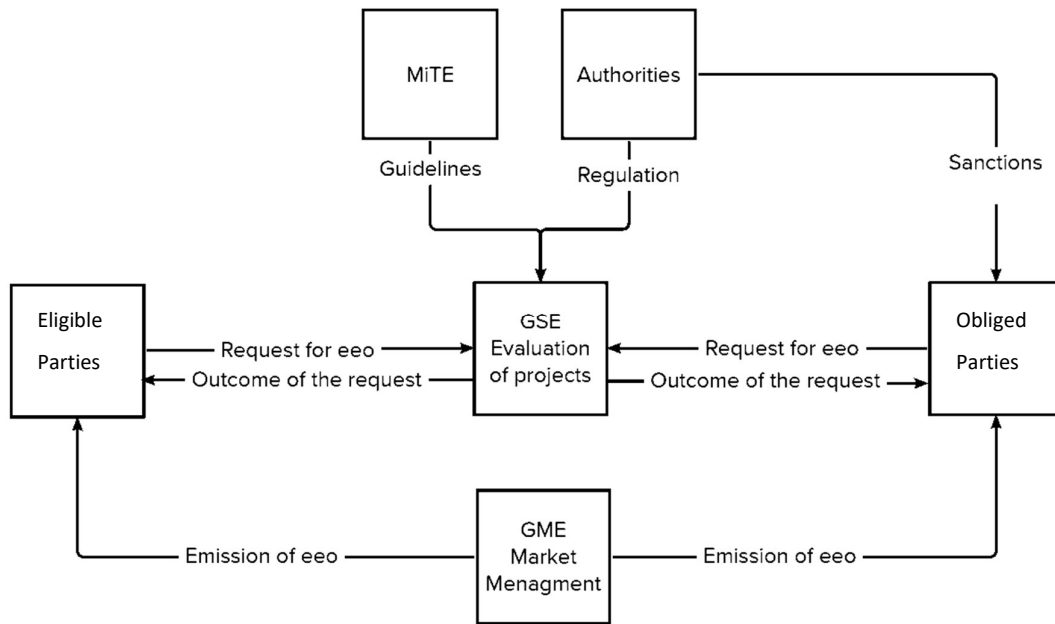 MiTE
Authorities
Guidelines
Regulation
Sanctions
Eligible
Parties
Request for eeo
Outcome of the request
GSE
Evaluation
of projects
Request for eeo
Outcome of the request
Obliged
Parties
Emission of eeo
GME
Market
Menagment
Emission of eeo